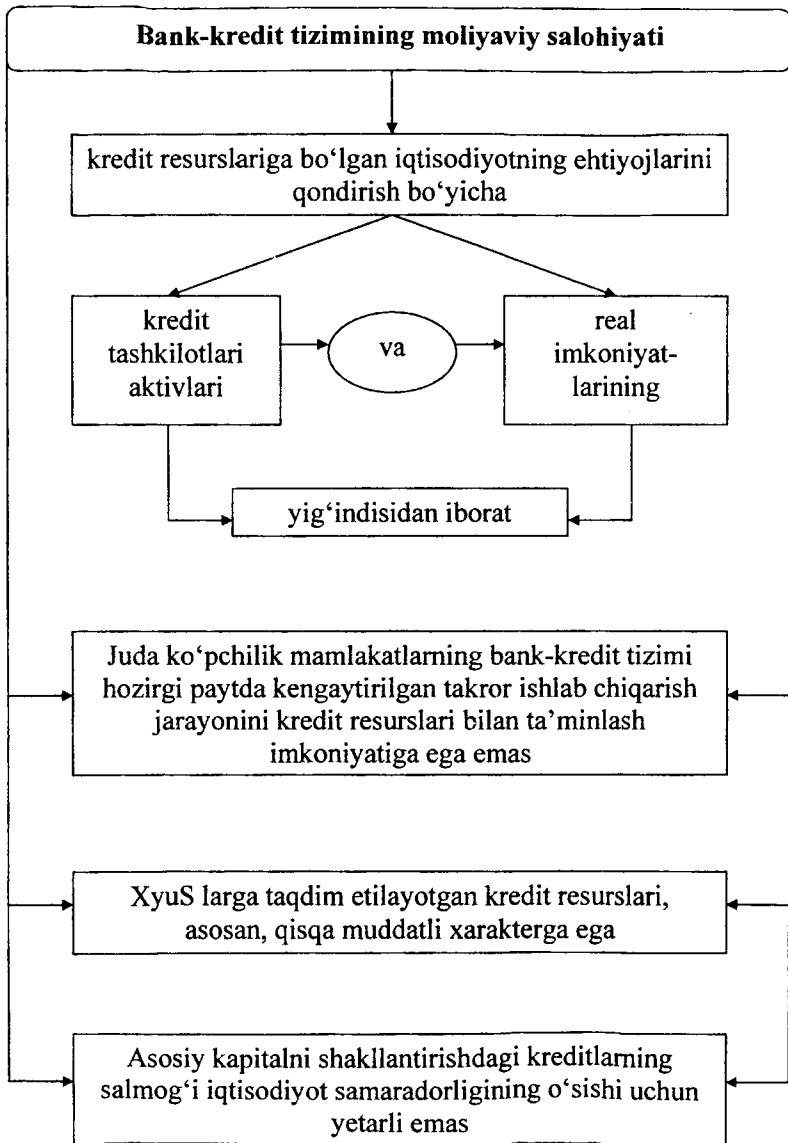 Bank-kredit tizimining moliyaviy salohiyati
kredit resurslariga bo‘lgan iqtisodiyotning ehtiyojlarini
qondirish bo‘yicha
kredit
tashkilotlari
aktivlari
va
real
imkoniyat-
larining
yig‘indisidan iborat
Juda ko‘pchilik mamlakatlarning bank-kredit tizimi
hozirgi paytda kengaytirilgan takror ishlab chiqarish
jarayonini kredit resurslari bilan ta’minlash
imkoniyatiga ega emas
XyuS larga taqdim etilayotgan kredit resurslari,
asosan, qisqa muddatli xarakterga ega
Asosiy kapitalni shakllantirishdagi kreditlarning
salmog‘i iqtisodiyot samaradorligining o‘sishi uchun
yetarli emas